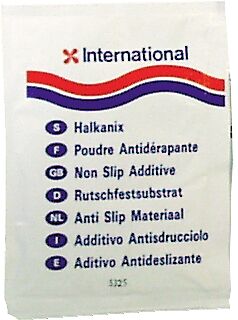 International
S Halkanix
F Poudre Antidérapante
GB Non Slip Additive
D Rutschfestsubstrat
NL Anti Slip Materiaal
I Additivo Antisdrucciolo
E Aditivo Antideslizante
5325